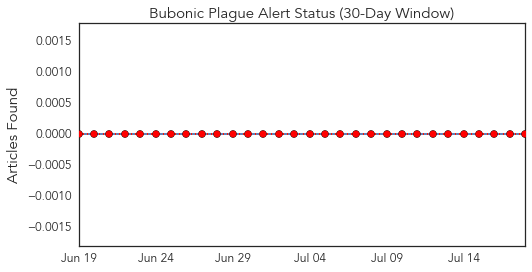 Bubonic Plague Alert Status (30-Day Window)
Articles Found
0.0015
0.0010
0.0005
0.0000
−0.0005
−0.0010
−0.0015
Jun 19 Jun 24 Jun 29 Jul 04 Jul 09 Jul 14